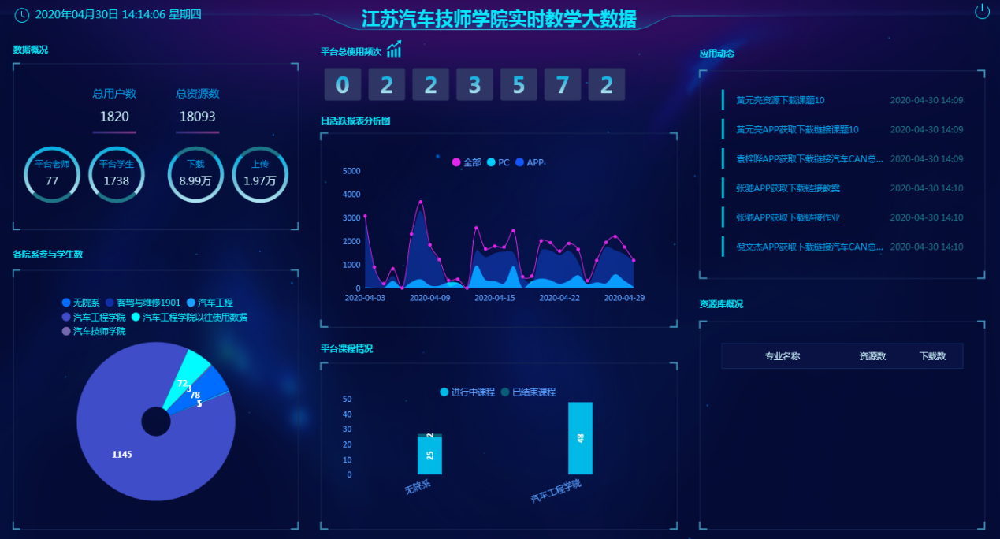 2020年04月30日 14:14:06 星期四
江苏汽车技师学院实时教学大数据
数据概况
总用户数 总资源数
1820 18093
平台老师 平台学生 下载 上传
77 1738 8.99万 1.97万
各院系参与学生数
无院系 客驾与维修1901 汽车工程
汽车工程学院 汽车工程学院以往使用数据
汽车技师学院
72
3
78
1145
平台总使用频次
0 2 2 3 5 7 2
日活跃报表分析图
全部 PC APP
5000
4000
3000
2000
1000
0
2020-04-03 2020-04-09 2020-04-15 2020-04-22 2020-04-29
平台课程情况
进行中课程 已结束课程
50
40
30
20
10
0
2
25
48
无院系 汽车工程学院
应用动态
黄元亮资源下载课题10 2020-04-30 14:09
黄元亮APP获取下载链接课题10 2020-04-30 14:09
袁梓晔APP获取下载链接汽车CAN总... 2020-04-30 14:09
张驰APP获取下载链接教案 2020-04-30 14:10
张驰APP获取下载链接作业 2020-04-30 14:10
倪文杰APP获取下载链接汽车CAN总... 2020-04-30 14:10
资源库概况
专业名称 资源数 下载数